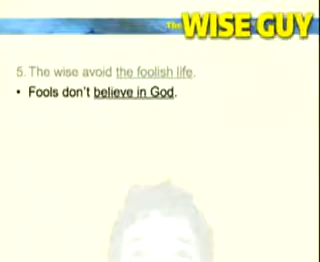 The WISE GUY
5. The wise avoid the foolish life.
• Fools don't believe in God.